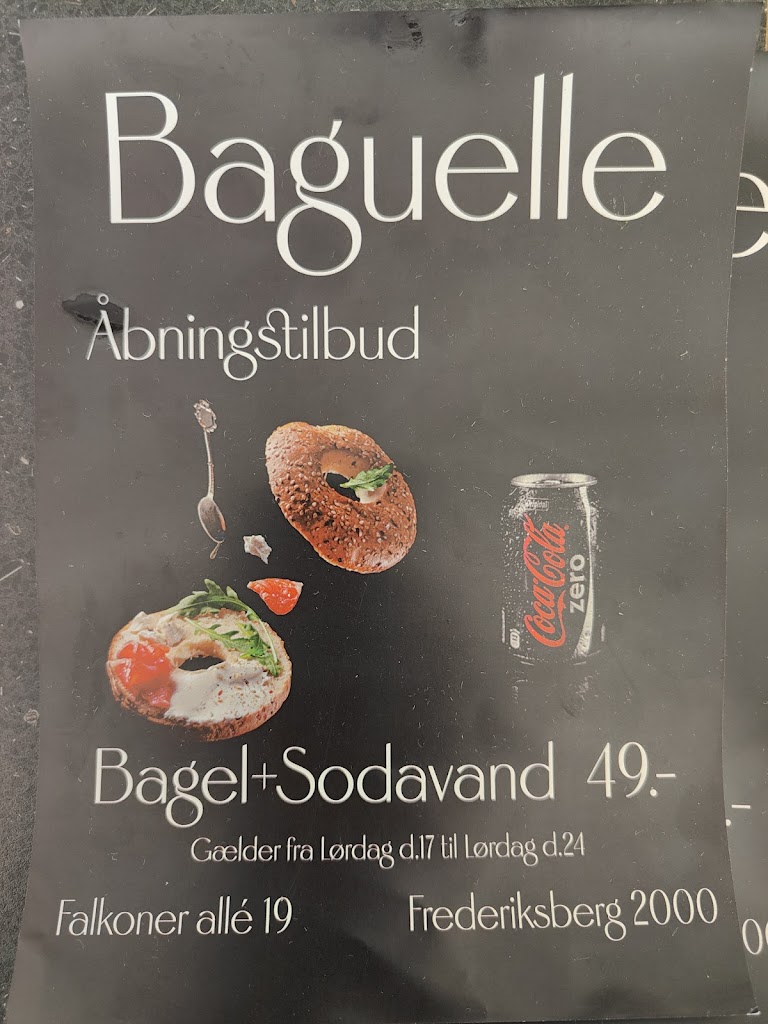 Baguelle
Åbningstilbud
Coca-Cola
zero
Bagel+Sodavand 49.-
Gælder fra Lørdag d.17 til Lørdag d.24
Falkoner allé 19
Frederiksberg 2000